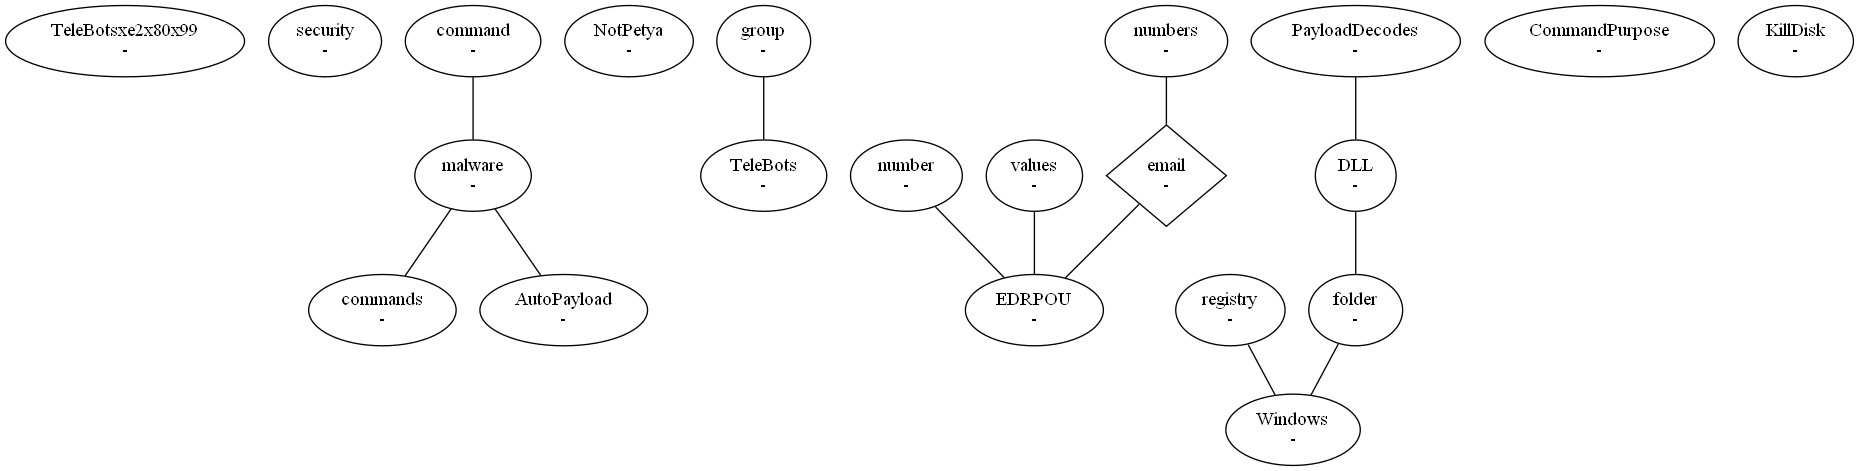 TeleBotsxe2x80x99
-
security
-
command
-
NotPetya
-
group
-
numbers
-
PayloadDecodes
-
CommandPurpose
-
KillDisk
-
malware
-
TeleBots
-
number
-
values
-
email
-
DLL
-
commands
-
AutoPayload
-
EDRPOU
-
registry
-
folder
-
Windows
-